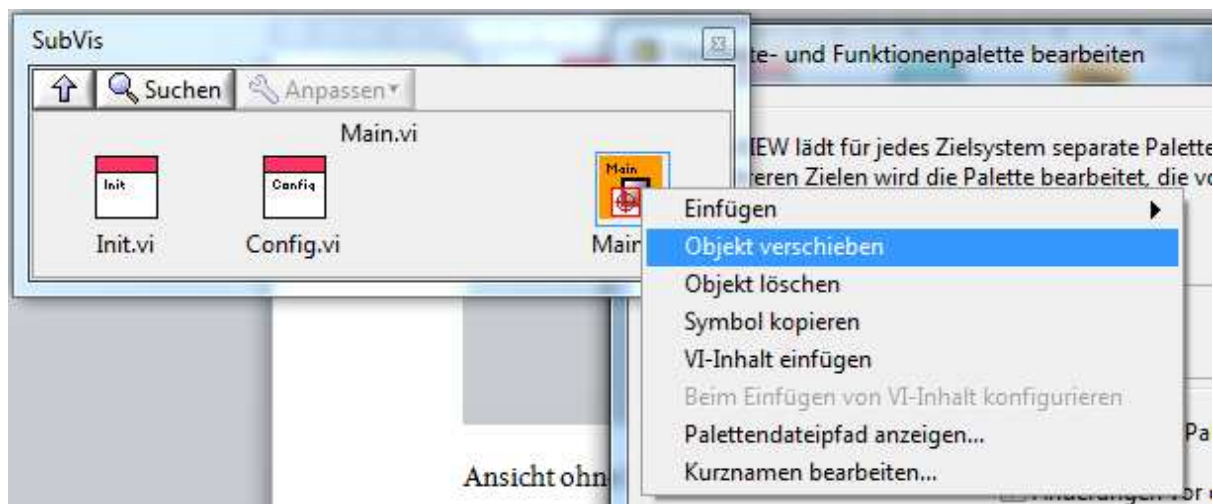 SubVis
te- und Funktionenpalette bearbeiten
Suchen Anpassen
Main.vi
IEW lädt für jedes Zielsystem separate Palette
reren Zielen wird die Palette bearbeitet, die vo
Init
Config
Main
Init.vi
Config.vi
Main
Einfügen
Objekt verschieben
Objekt löschen
Symbol kopieren
VI-Inhalt einfügen
Beim Einfügen von VI-Inhalt konfigurieren
Palettendateipfad anzeigen...
Kurznamen bearbeiten...
Pa
Ansicht ohn